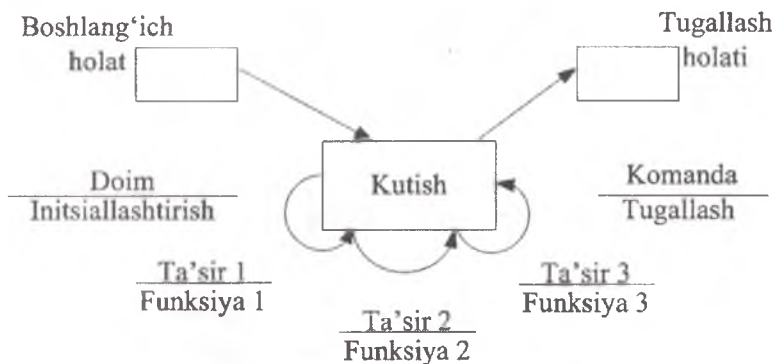 Boshlang‘ich
holat
Tugallash
holati
Kutish
Doim
Initsiallashtirish
Komanda
Tugallash
Ta’sir 1
Funksiya 1
Ta’sir 2
Funksiya 2
Ta’sir 3
Funksiya 3